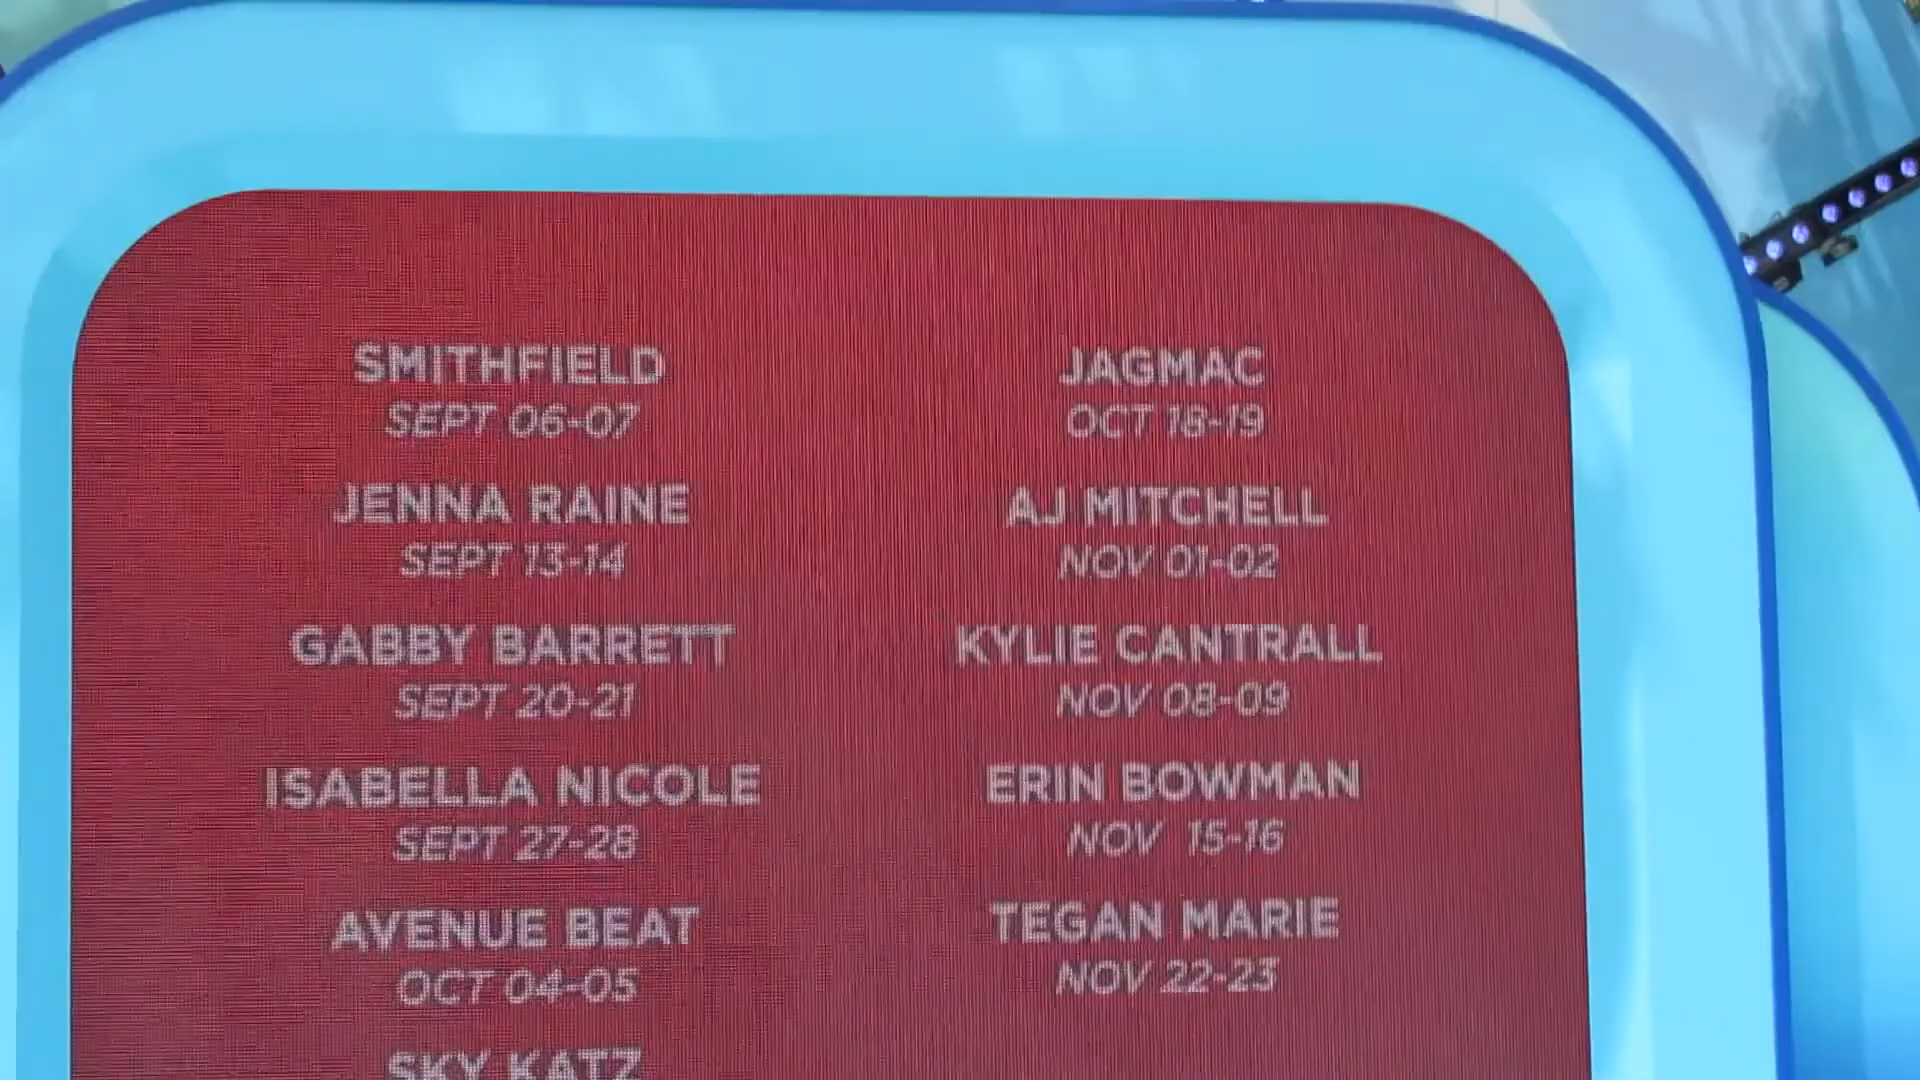 SMITHFIELD
SEPT 06-07
JENNA RAINE
SEPT 13-14
GABBY BARRETT
SEPT 20-21
ISABELLA NICOLE
SEPT 27-28
AVENUE BEAT
OCT 04-05
SKY KATZ
JAGMAC
OCT 18-19
AJ MITCHELL
NOV 01-02
KYLIE CANTRALL
NOV 08-09
ERIN BOWMAN
NOV 15-16
TEGAN MARIE
NOV 22-23